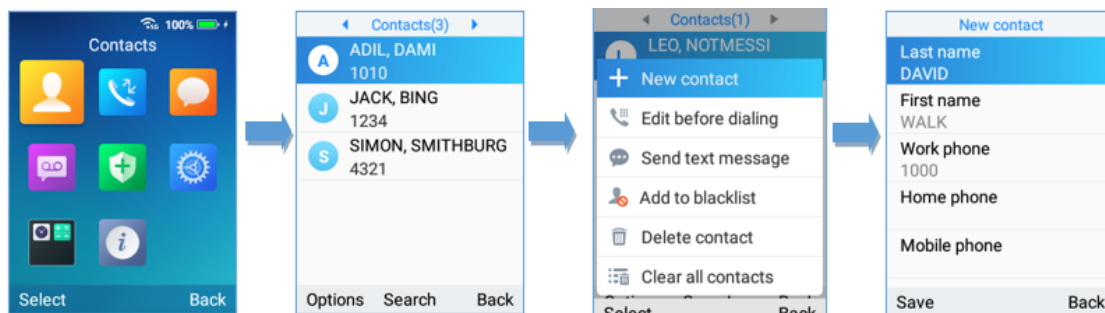 100%
Contacts
Select Back
Contacts(3)
A ADIL, DAMI
1010
J JACK, BING
1234
S SIMON, SMITHBURG
4321
Options Search Back
Contacts(1)
LEO, NOTMESSI
New contact
Edit before dialing
Send text message
Add to blacklist
Delete contact
Clear all contacts
Select Back
New contact
Last name
DAVID
First name
WALK
Work phone
1000
Home phone
Mobile phone
Save Back